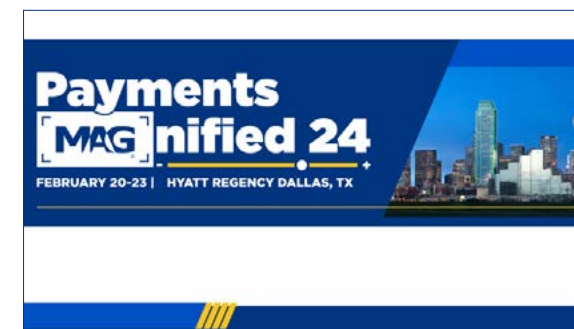 Payments
MAG nified 24
- +
FEBRUARY 20-23 | HYATT REGENCY DALLAS, TX